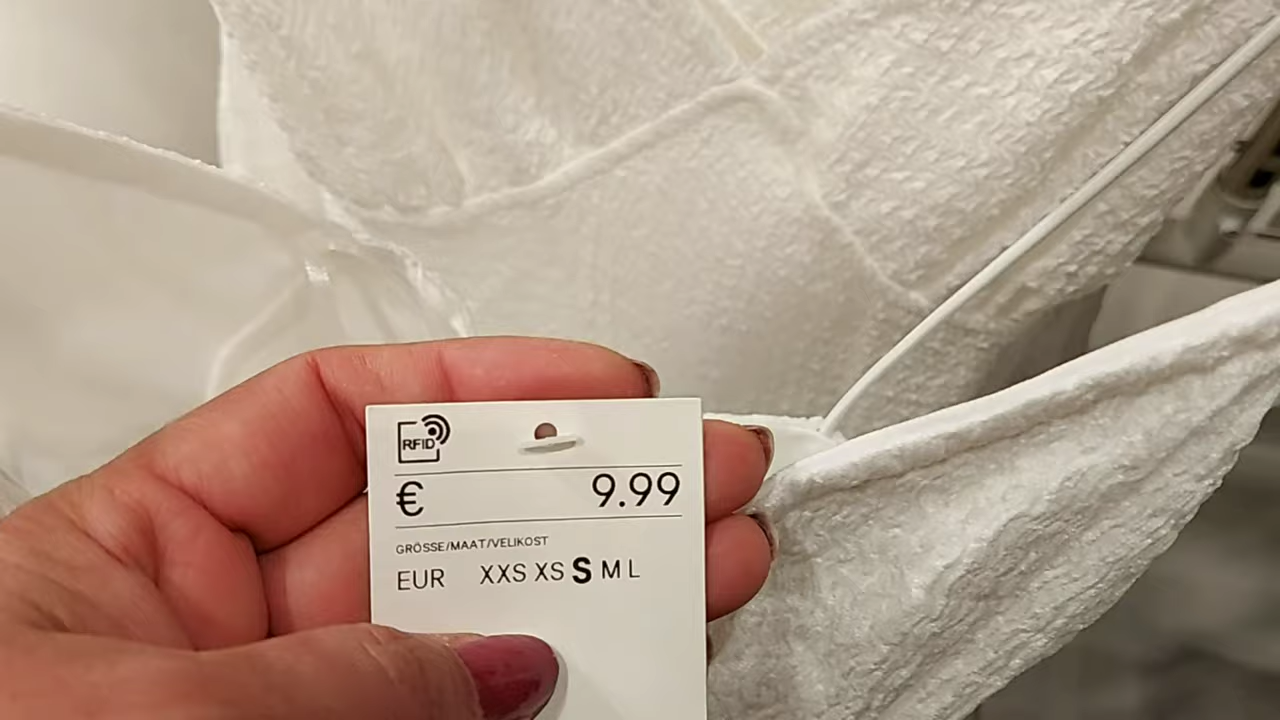 RFID
€ 9.99
GRÖSSE/MAAT/VELIKOST
EUR XXS XS S M L